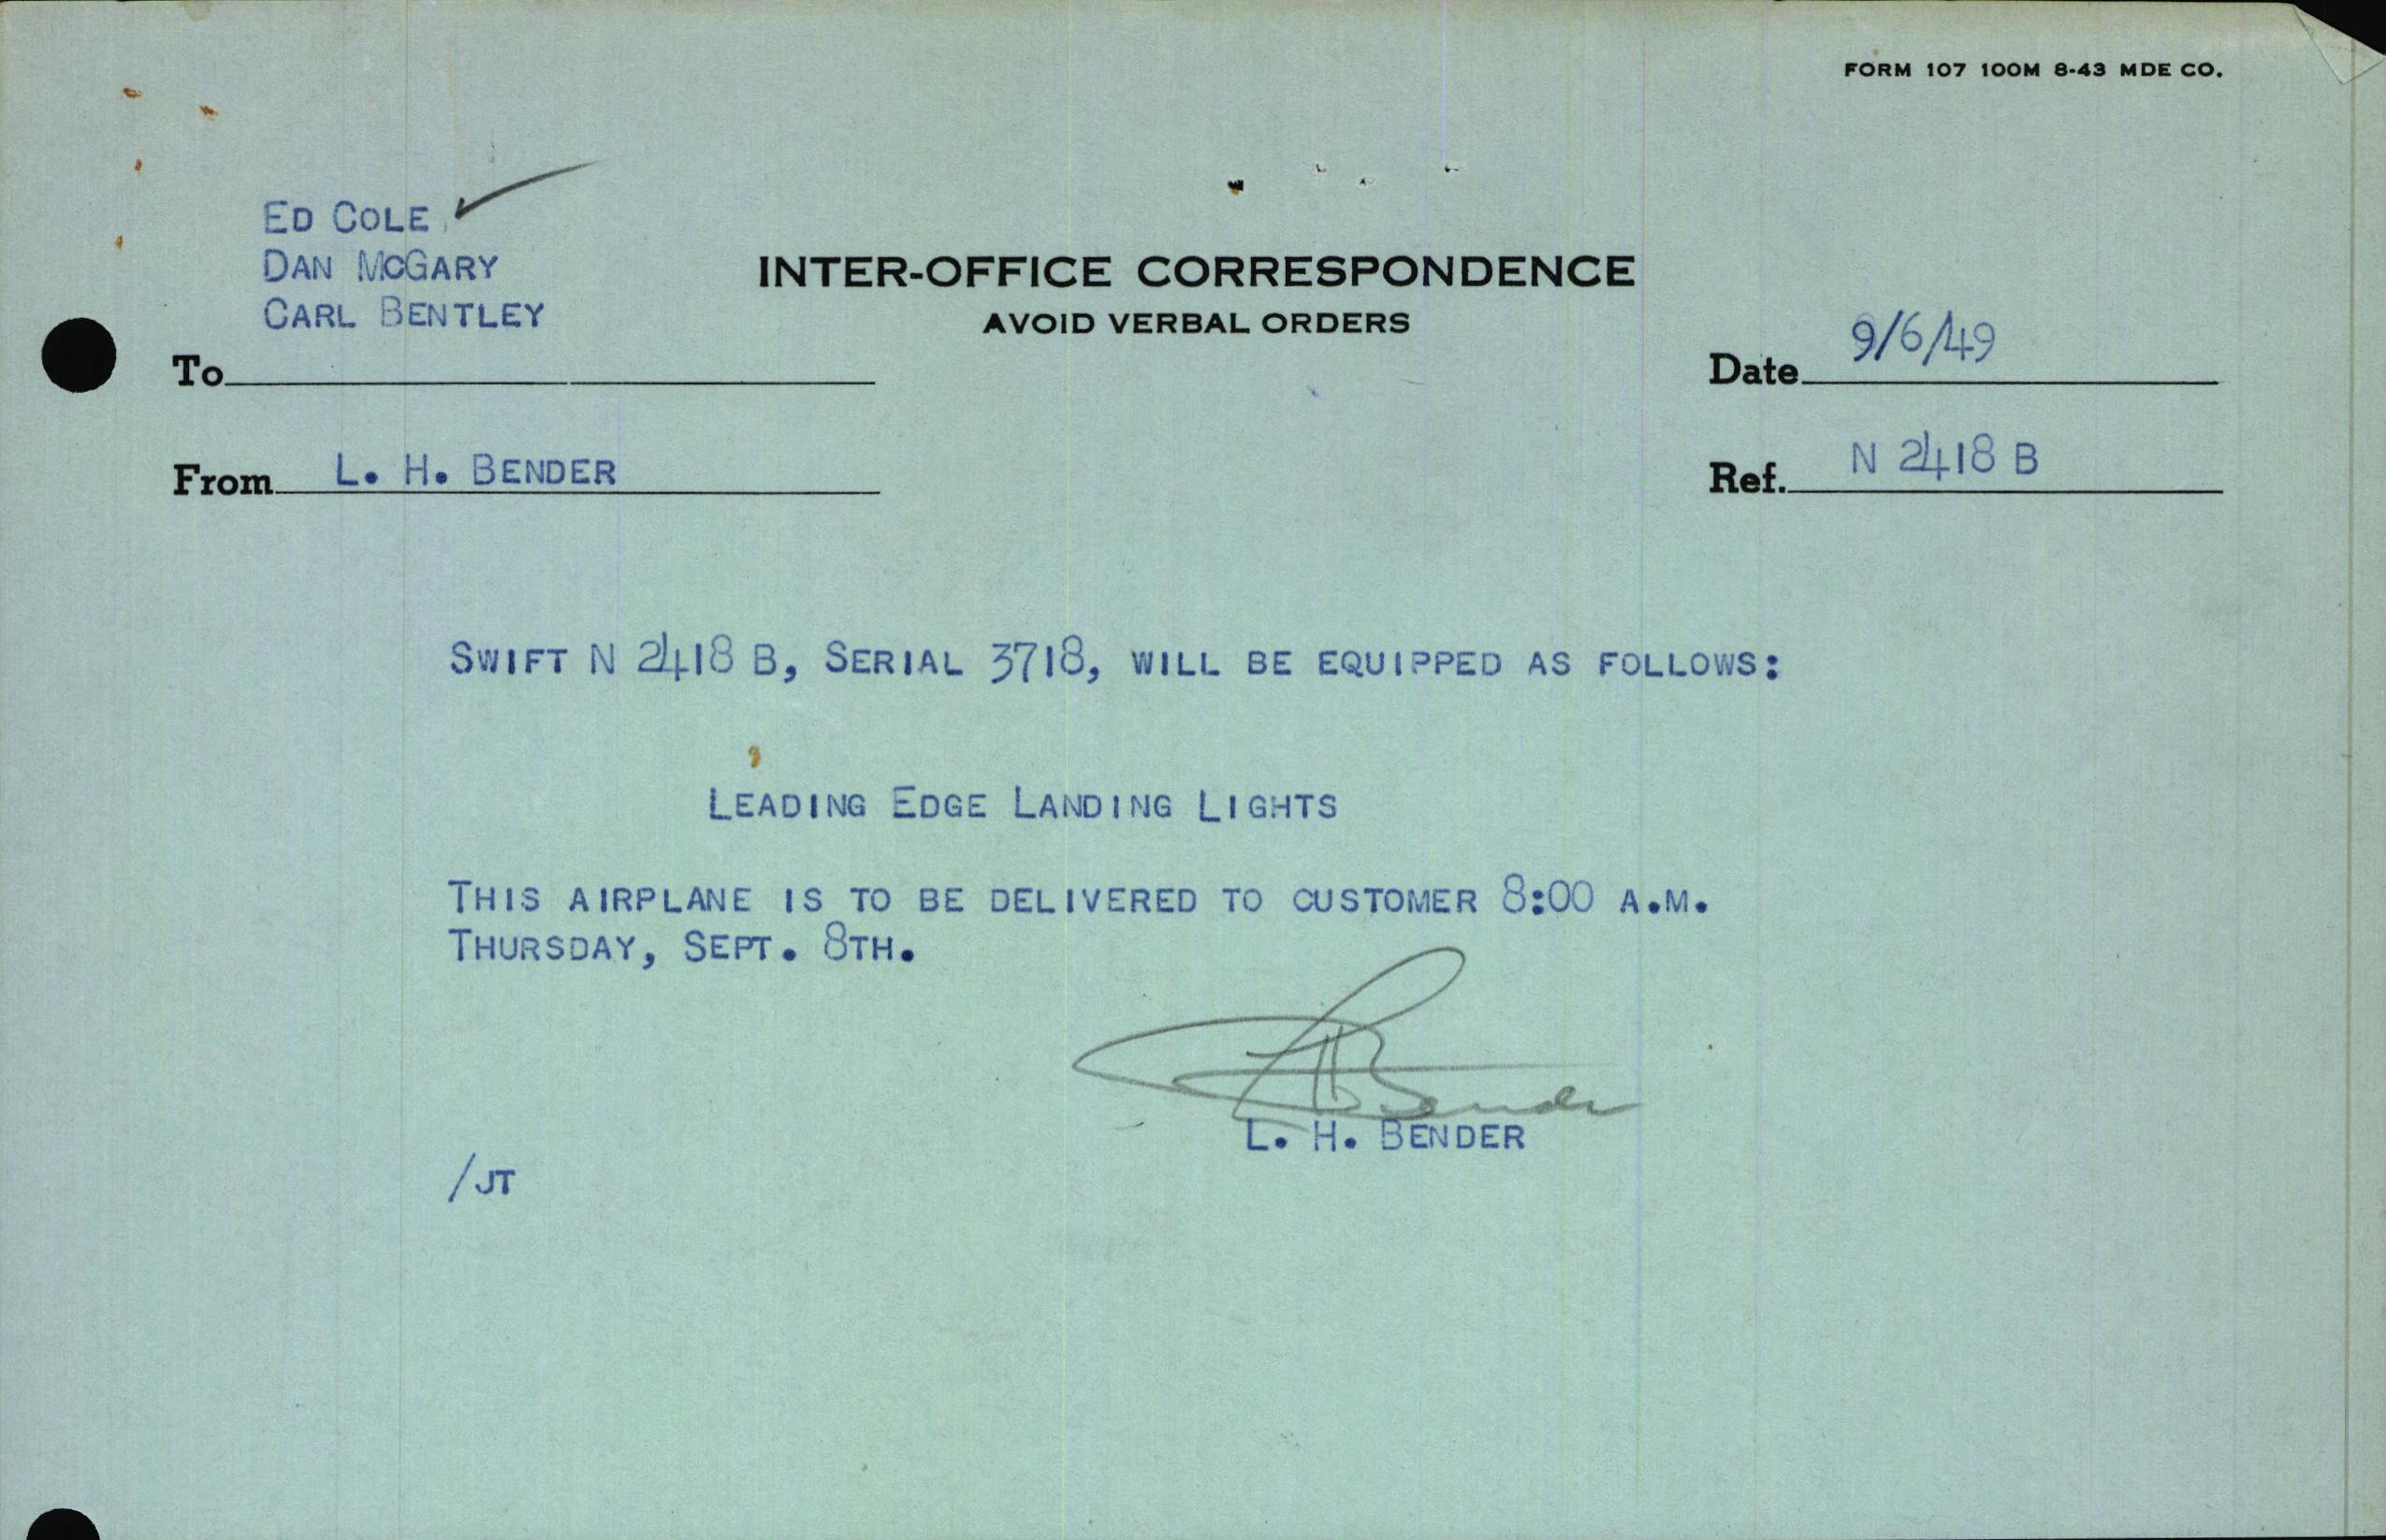 FORM 107 100M 8-43 MDE CO.
ED COLE
DAN MCGARY
CARL BENTLEY
INTER-OFFICE CORRESPONDENCE
AVOID VERBAL ORDERS
To
Date 9/6/49
From L. H. BENDER
Ref. N 2418 B
SWIFT N 2418 B, SERIAL 3718, WILL BE EQUIPPED AS FOLLOWS:
LEADING EDGE LANDING LIGHTS
THIS AIRPLANE IS TO BE DELIVERED TO CUSTOMER 8:00 A.M.
THURSDAY, SEPT. 8TH.
LHBender
L. H. BENDER
/JT